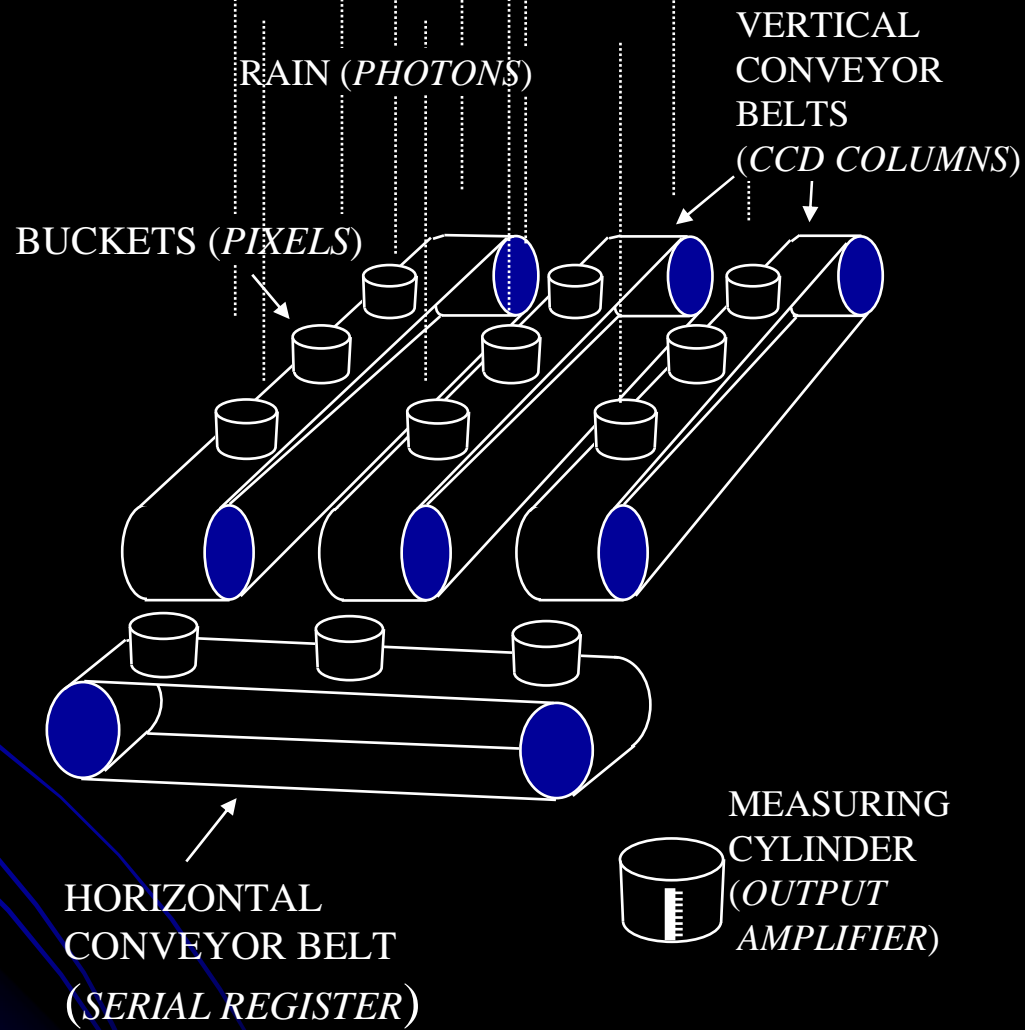 RAIN (PHOTONS)
VERTICAL
CONVEYOR
BELTS
(CCD COLUMNS)
BUCKETS (PIXELS)
MEASURING
CYLINDER
(OUTPUT
AMPLIFIER)
HORIZONTAL
CONVEYOR BELT
(SERIAL REGISTER)